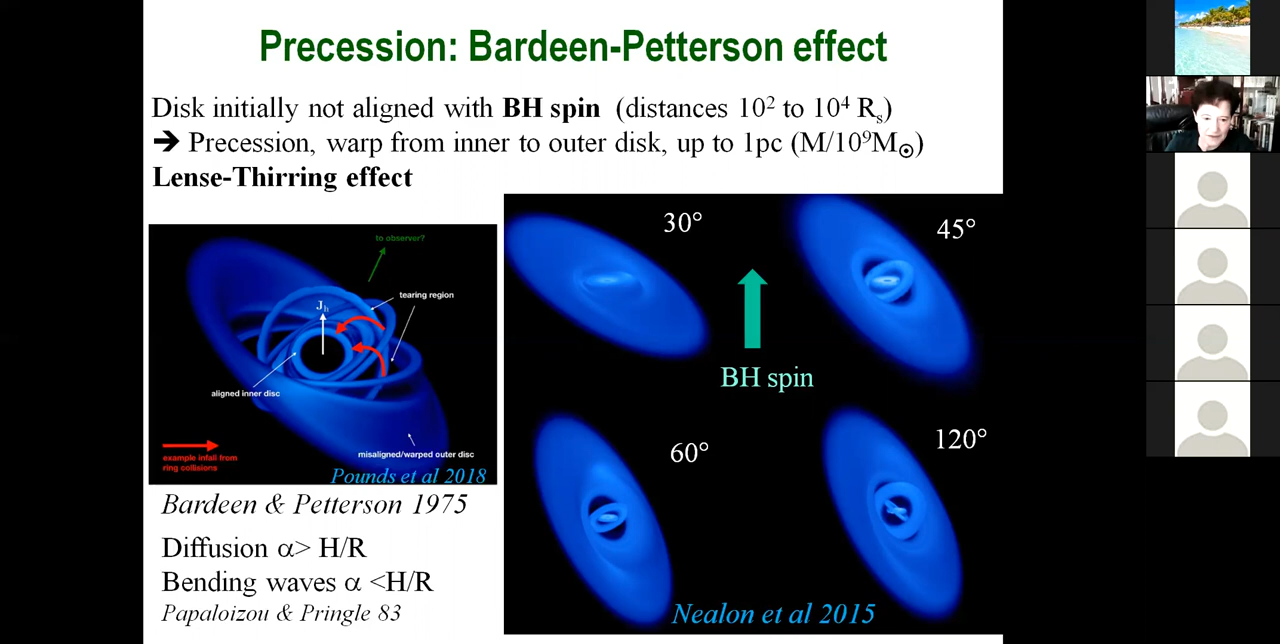 Precession: Bardeen-Petterson effect
Disk initially not aligned with BH spin (distances 10² to 10⁴ Rₛ)
➔ Precession, warp from inner to outer disk, up to 1pc (M/10⁹M☉)
Lense-Thirring effect
to observer?
tearing region
Jₕ
aligned inner disc
misaligned/warped outer disc
example infall from
ring collisions
Pounds et al 2018
30°
45°
BH spin
60°
120°
Nealon et al 2015
Bardeen & Petterson 1975
Diffusion α> H/R
Bending waves α <H/R
Papaloizou & Pringle 83